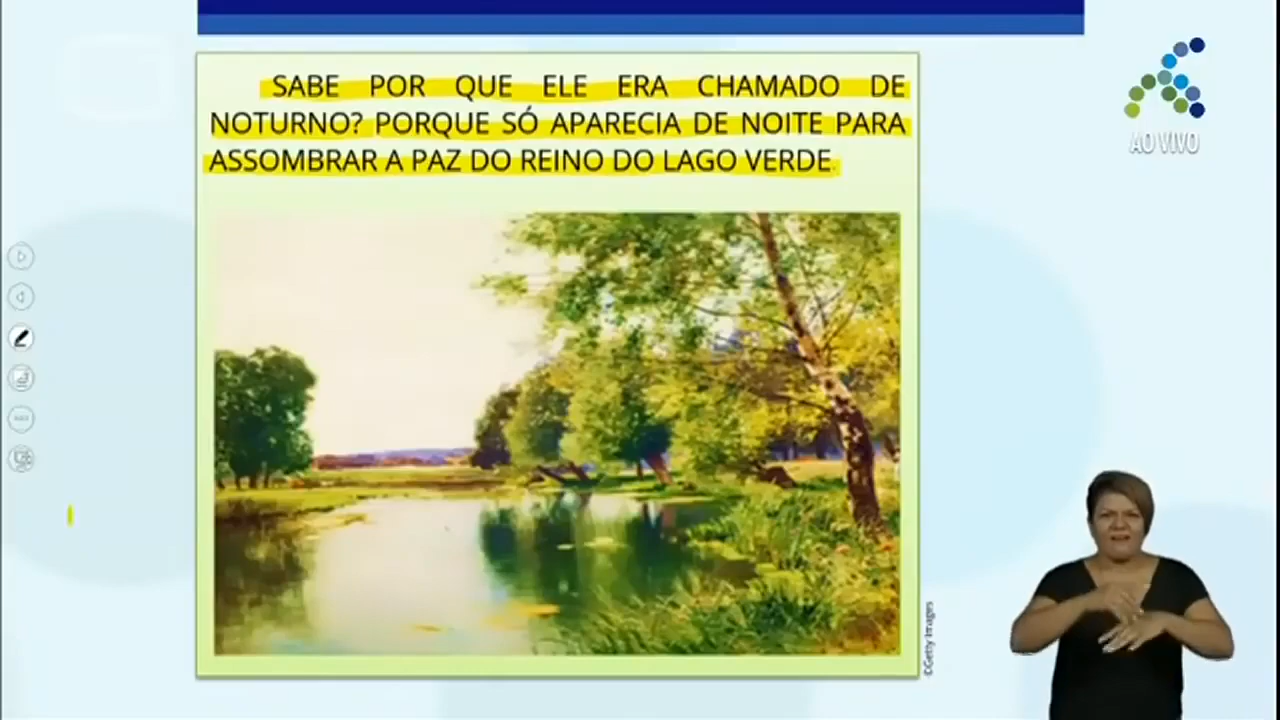 SABE POR QUE ELE ERA CHAMADO DE
NOTURNO? PORQUE SÓ APARECIA DE NOITE PARA
ASSOMBRAR A PAZ DO REINO DO LAGO VERDE.
AO VIVO
©Getty Images